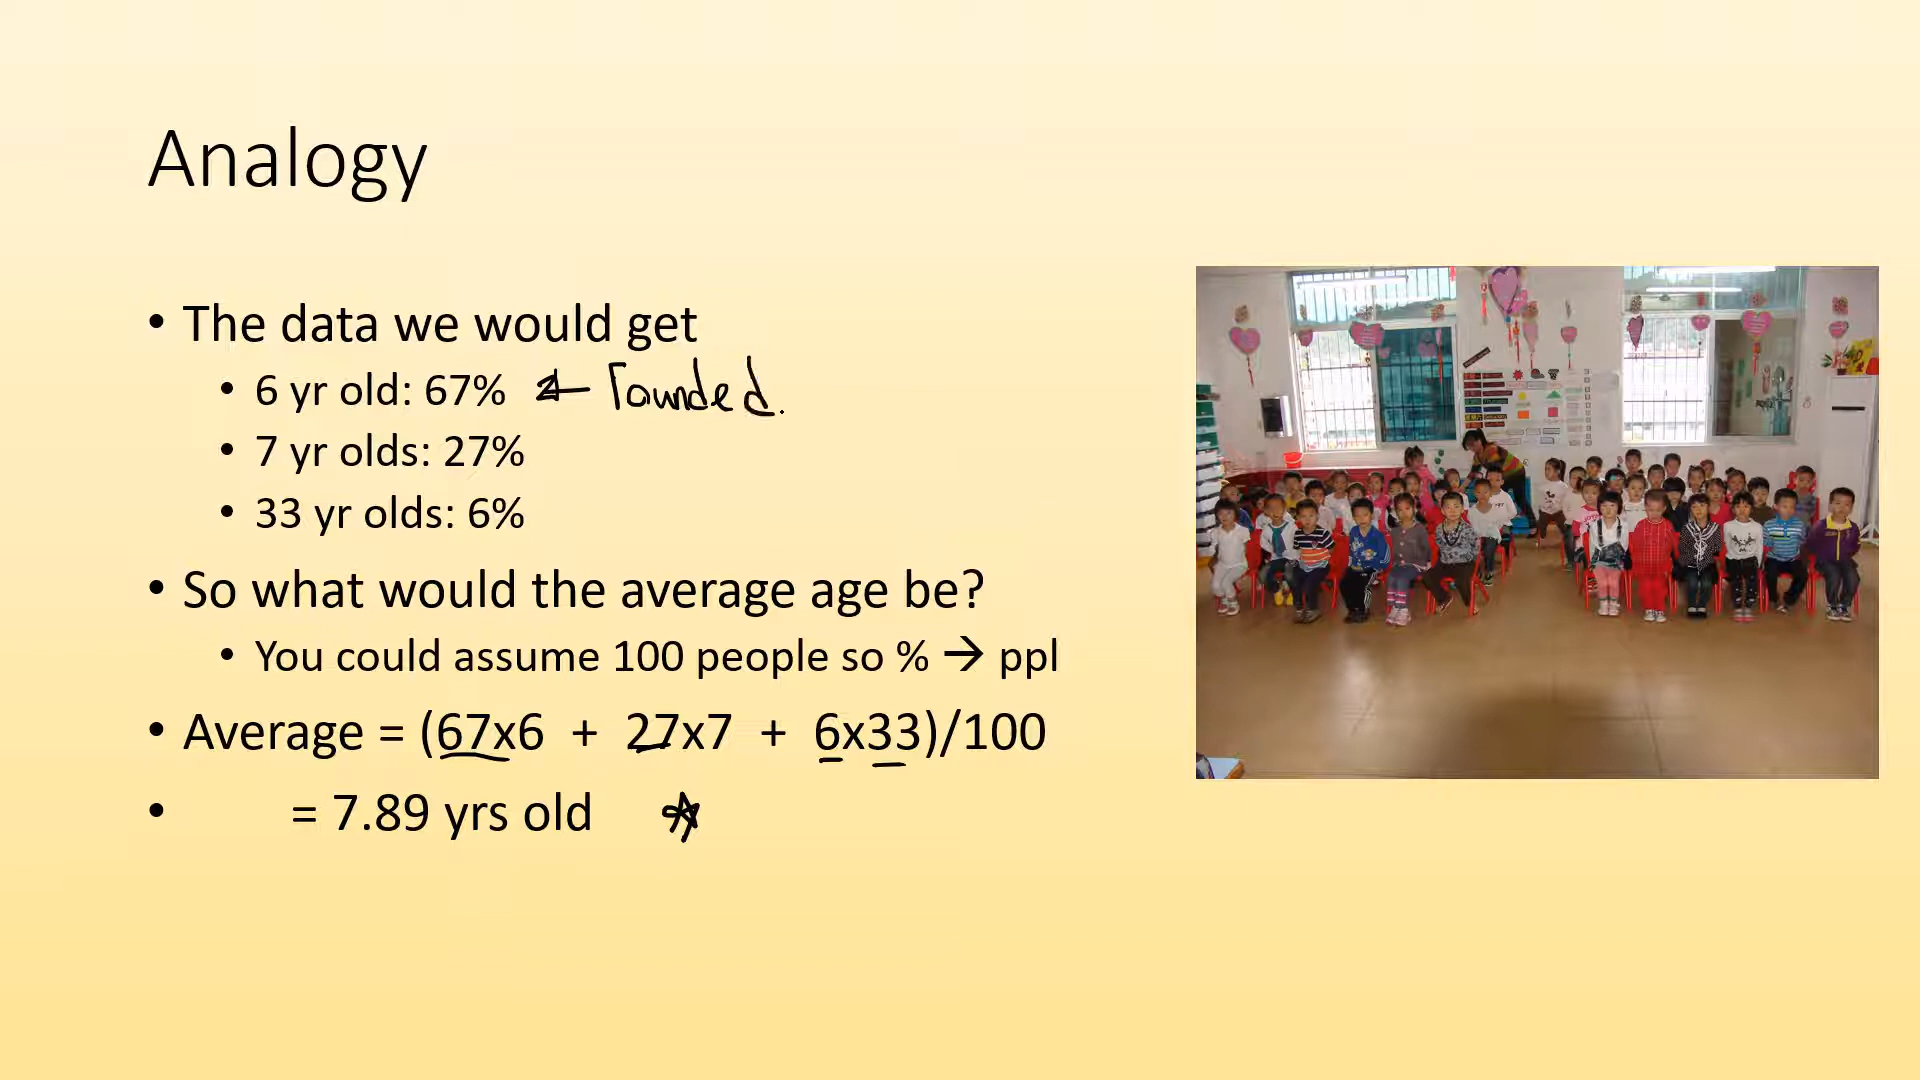 Analogy
• The data we would get
• 6 yr old: 67% ← rounded.
• 7 yr olds: 27%
• 33 yr olds: 6%
• So what would the average age be?
• You could assume 100 people so % → ppl
• Average = (67x6 + 27x7 + 6x33)/100
• = 7.89 yrs old